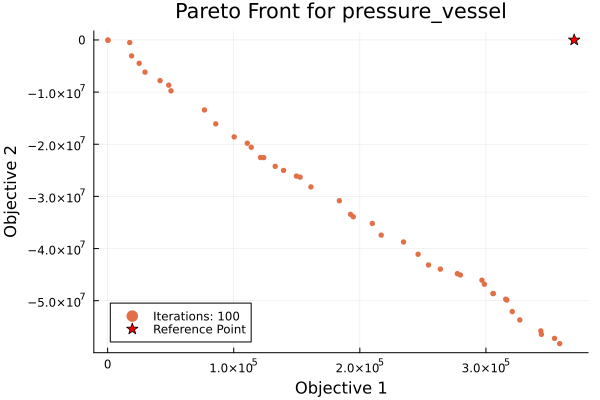 Pareto Front for pressure_vessel
Objective 2
0
−1.0×10⁷
−2.0×10⁷
−3.0×10⁷
−4.0×10⁷
−5.0×10⁷
Iterations: 100
Reference Point
0
1.0×10⁵
2.0×10⁵
3.0×10⁵
Objective 1